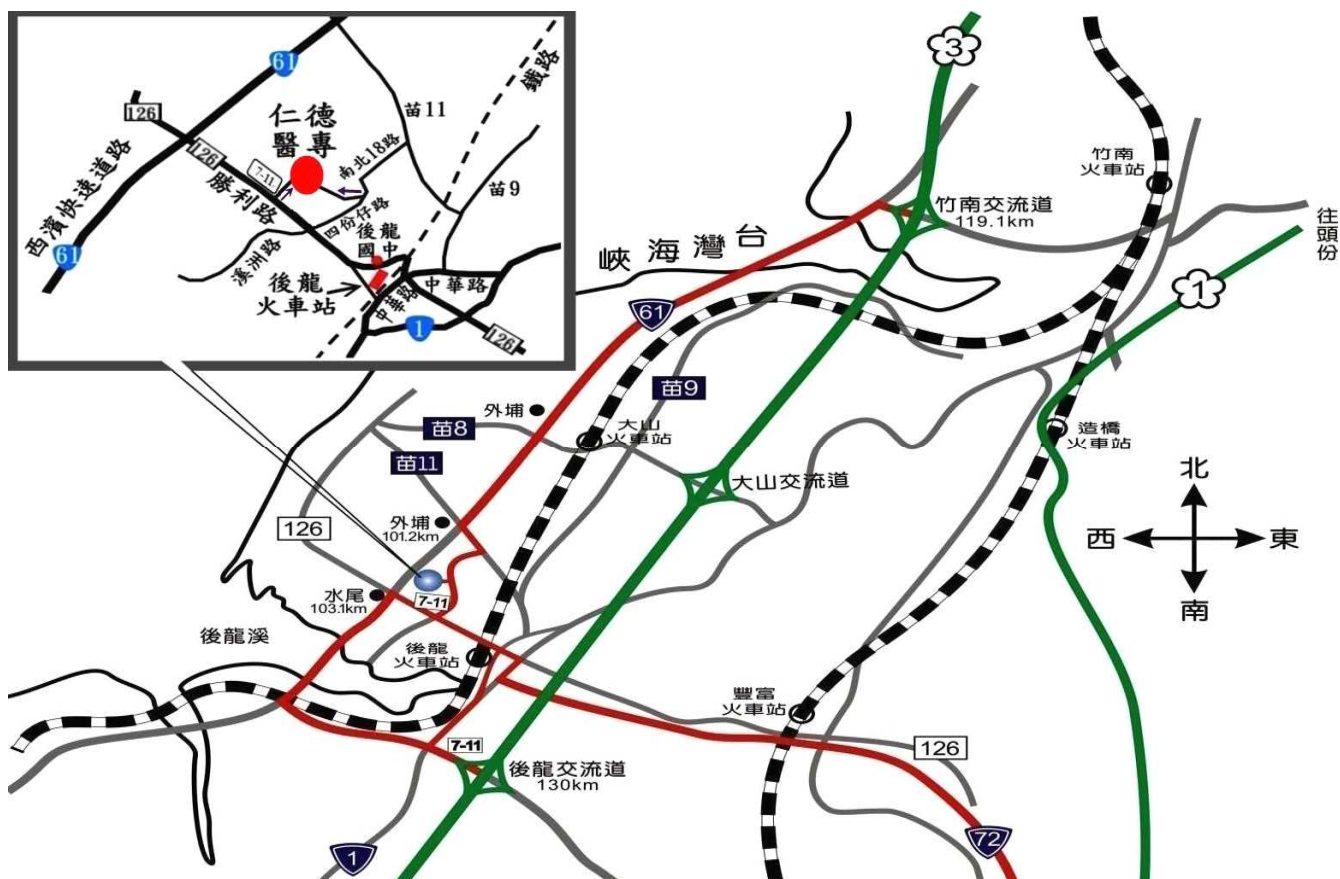 61
126
126
苗11
鐵路
仁德
醫專
7-11
南北18路
苗9
西濱快速道路
勝利路
四份仔路
後龍
國中
溪洲路
61
後龍
火車站
中華路
中華路
1
126
3
竹南
火車站
竹南交流道
119.1km
往頭份
峽海灣台
1
61
苗9
外埔
苗8
大山
火車站
造橋
火車站
苗11
大山交流道
北
西
東
南
126
外埔
101.2km
水尾
103.1km
7-11
後龍溪
後龍
火車站
豐富
火車站
7-11
126
後龍交流道
130km
72
1